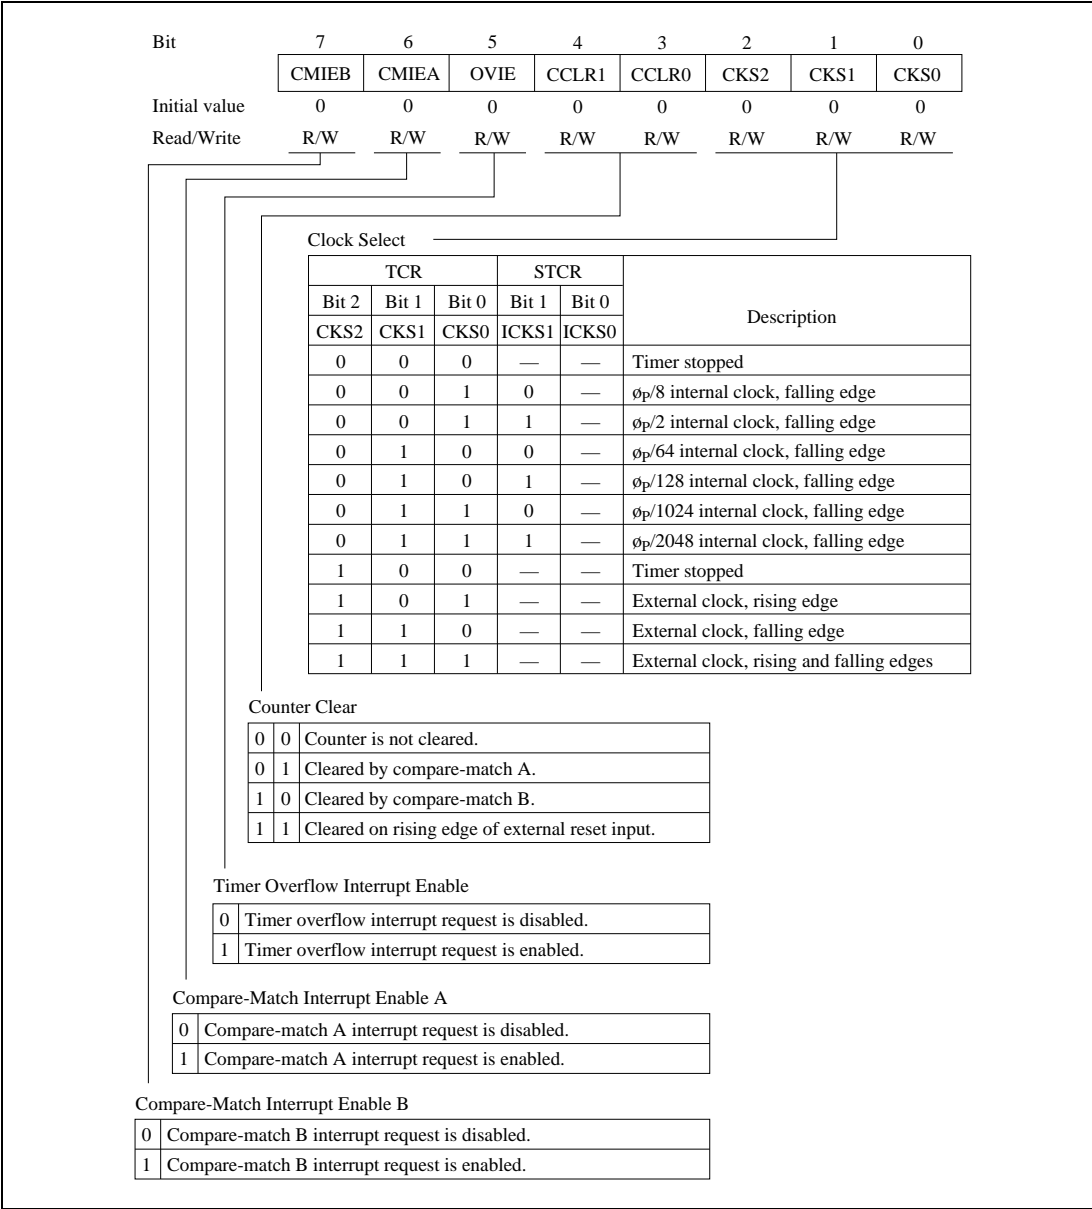 Bit 7 6 5 4 3 2 1 0
CMIEB CMIEA OVIE CCLR1 CCLR0 CKS2 CKS1 CKS0
Initial value 0 0 0 0 0 0 0 0
Read/Write R/W R/W R/W R/W R/W R/W R/W R/W
Clock Select
TCR STCR
Bit 2 Bit 1 Bit 0 Bit 1 Bit 0 Description
CKS2 CKS1 CKS0 ICKS1 ICKS0
0 0 0 — — Timer stopped
0 0 1 0 — øP/8 internal clock, falling edge
0 0 1 1 — øP/2 internal clock, falling edge
0 1 0 0 — øP/64 internal clock, falling edge
0 1 0 1 — øP/128 internal clock, falling edge
0 1 1 0 — øP/1024 internal clock, falling edge
0 1 1 1 — øP/2048 internal clock, falling edge
1 0 0 — — Timer stopped
1 0 1 — — External clock, rising edge
1 1 0 — — External clock, falling edge
1 1 1 — — External clock, rising and falling edges
Counter Clear
0 0 Counter is not cleared.
0 1 Cleared by compare-match A.
1 0 Cleared by compare-match B.
1 1 Cleared on rising edge of external reset input.
Timer Overflow Interrupt Enable
0 Timer overflow interrupt request is disabled.
1 Timer overflow interrupt request is enabled.
Compare-Match Interrupt Enable A
0 Compare-match A interrupt request is disabled.
1 Compare-match A interrupt request is enabled.
Compare-Match Interrupt Enable B
0 Compare-match B interrupt request is disabled.
1 Compare-match B interrupt request is enabled.